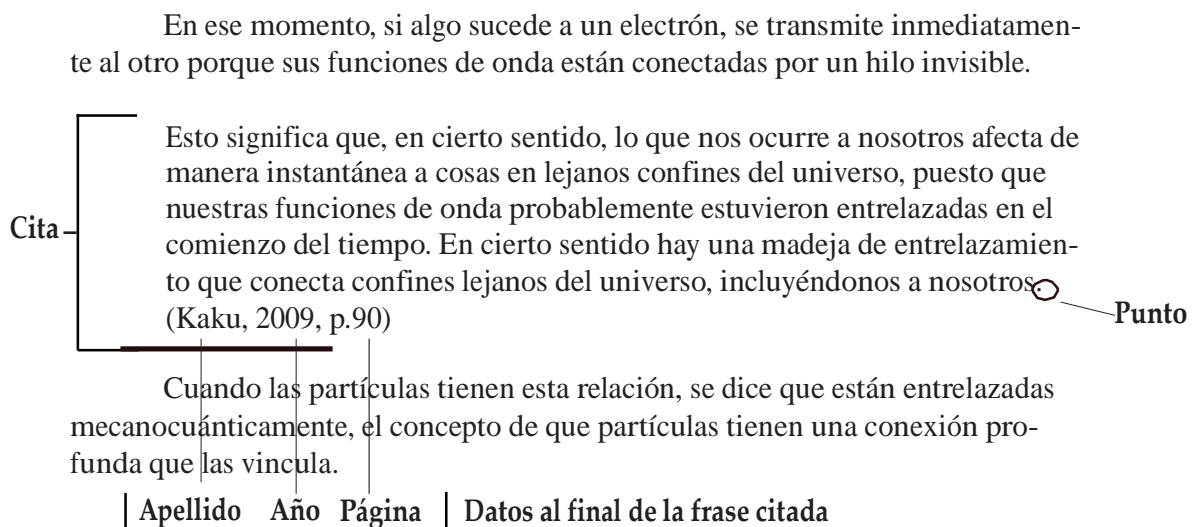 En ese momento, si algo sucede a un electrón, se transmite inmediatamen-
te al otro porque sus funciones de onda están conectadas por un hilo invisible.
Esto significa que, en cierto sentido, lo que nos ocurre a nosotros afecta de
manera instantánea a cosas en lejanos confines del universo, puesto que
nuestras funciones de onda probablemente estuvieron entrelazadas en el
Cita
comienzo del tiempo. En cierto sentido hay una madeja de entrelazamien-
to que conecta confines lejanos del universo, incluyéndonos a nosotros.
Punto
(Kaku, 2009, p.90)
Cuando las partículas tienen esta relación, se dice que están entrelazadas
mecanocuánticamente, el concepto de que partículas tienen una conexión pro-
funda que las vincula.
Apellido Año Página Datos al final de la frase citada